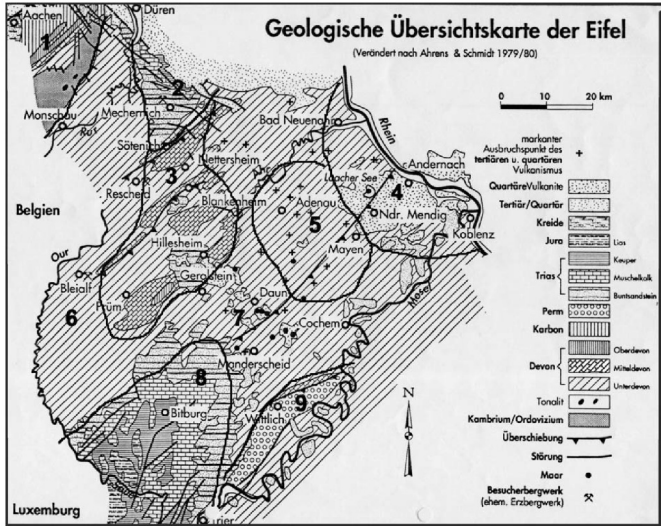 Geologische Übersichtskarte der Eifel
(Verändert nach Ahrens & Schmidt 1979/80)
0 10 20 km
Aachen
Düren
1
2
Monschau
Rur
Mechernich
Bad Neuenahr
Rhein
Sötenich
Nettersheim
Ahr
Andernach
3
Laacher See
4
Rescheid
Blankenheim
Adenau
Ndr. Mendig
Koblenz
Belgien
5
Mayen
Our
Hillesheim
Bleialf
Gerolstein
Mosel
6
Prüm
Daun
7
Cochem
Manderscheid
8
9
Bitburg
Wittlich
N
Luxemburg
markanter
Ausbruchspunkt des
tertiären u. quartären
Vulkanismus
Quartäre Vulkanite
Tertiär/Quartär
Kreide
Jura Lias
Keuper
Trias Muschelkalk
Buntsandstein
Perm
Karbon
Oberdevon
Devon Mitteldevon
Unterdevon
Tonalit
Kambrium/Ordovizium
Überschiebung
Störung
Maar
Besucherbergwerk
(ehem. Erzbergwerk)